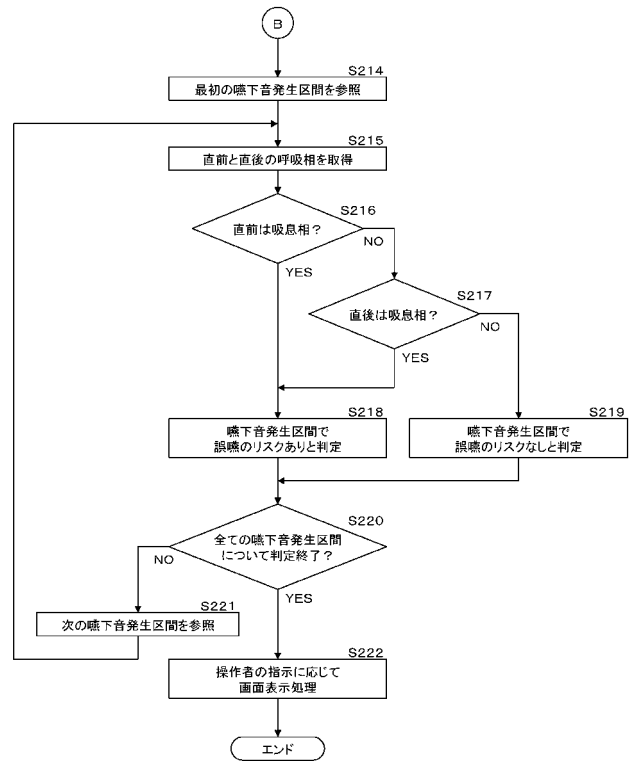 B
S214
最初の嚥下音発生区間を参照
S215
直前と直後の呼吸相を取得
S216
直前は吸息相？
NO
YES
S217
直後は吸息相？
NO
YES
S218
嚥下音発生区間で
誤嚥のリスクありと判定
S219
嚥下音発生区間で
誤嚥のリスクなしと判定
S220
全ての嚥下音発生区間
について判定終了？
NO
YES
S221
次の嚥下音発生区間を参照
S222
操作者の指示に応じて
画面表示処理
エンド